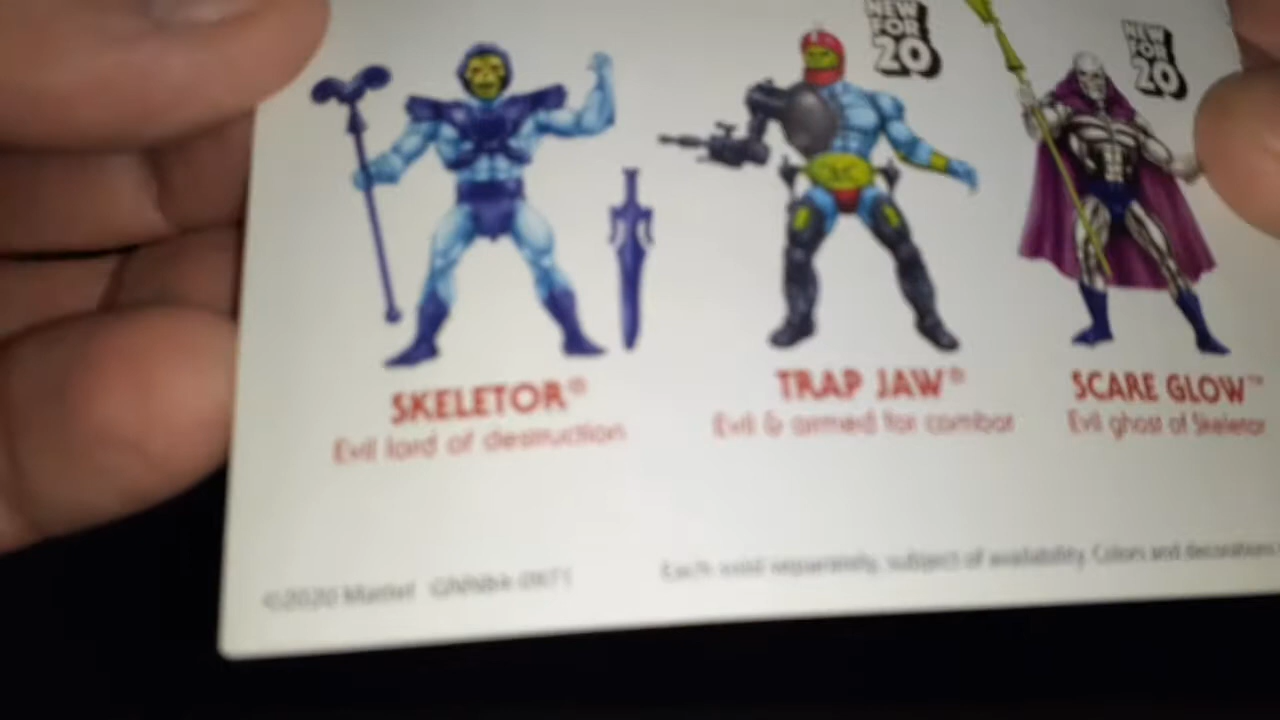 NEW
FOR
20
NEW
FOR
20
SKELETOR®
Evil lord of destruction
TRAP JAW®
Evil & armed for combat
SCARE GLOW™
Evil ghost of Skeletor
©2020 Mattel
Each sold separately, subject of availability. Colors and decorations